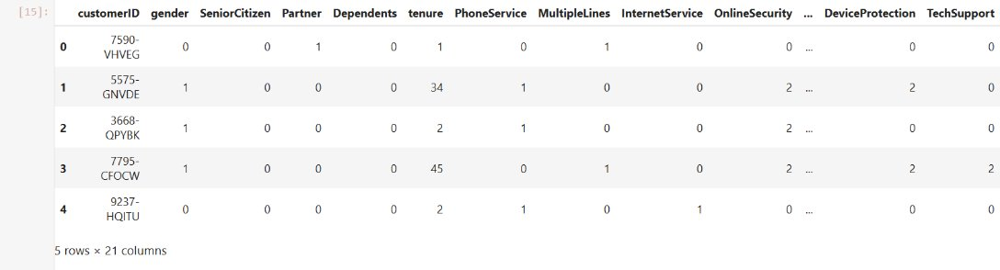 [15]:
customerID gender SeniorCitizen Partner Dependents tenure PhoneService MultipleLines InternetService OnlineSecurity ... DeviceProtection TechSupport
0 7590-VHVEG 0 0 1 0 1 0 1 0 0 ... 0 0
1 5575-GNVDE 1 0 0 0 34 1 0 0 2 ... 2 0
2 3668-QPYBK 1 0 0 0 2 1 0 0 2 ... 0 0
3 7795-CFOCW 1 0 0 0 45 0 1 0 2 ... 2 2
4 9237-HQITU 0 0 0 0 2 1 0 1 0 ... 0 0
5 rows × 21 columns